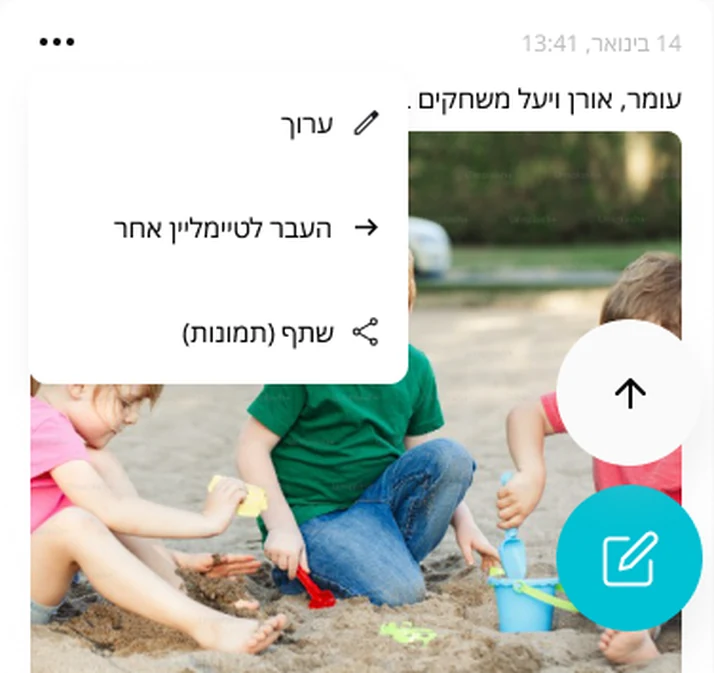 14 בינואר, 13:41
עומר, אורן ויעל משחקים
ערוך
העבר לטיימליין אחר
שתף (תמונות)